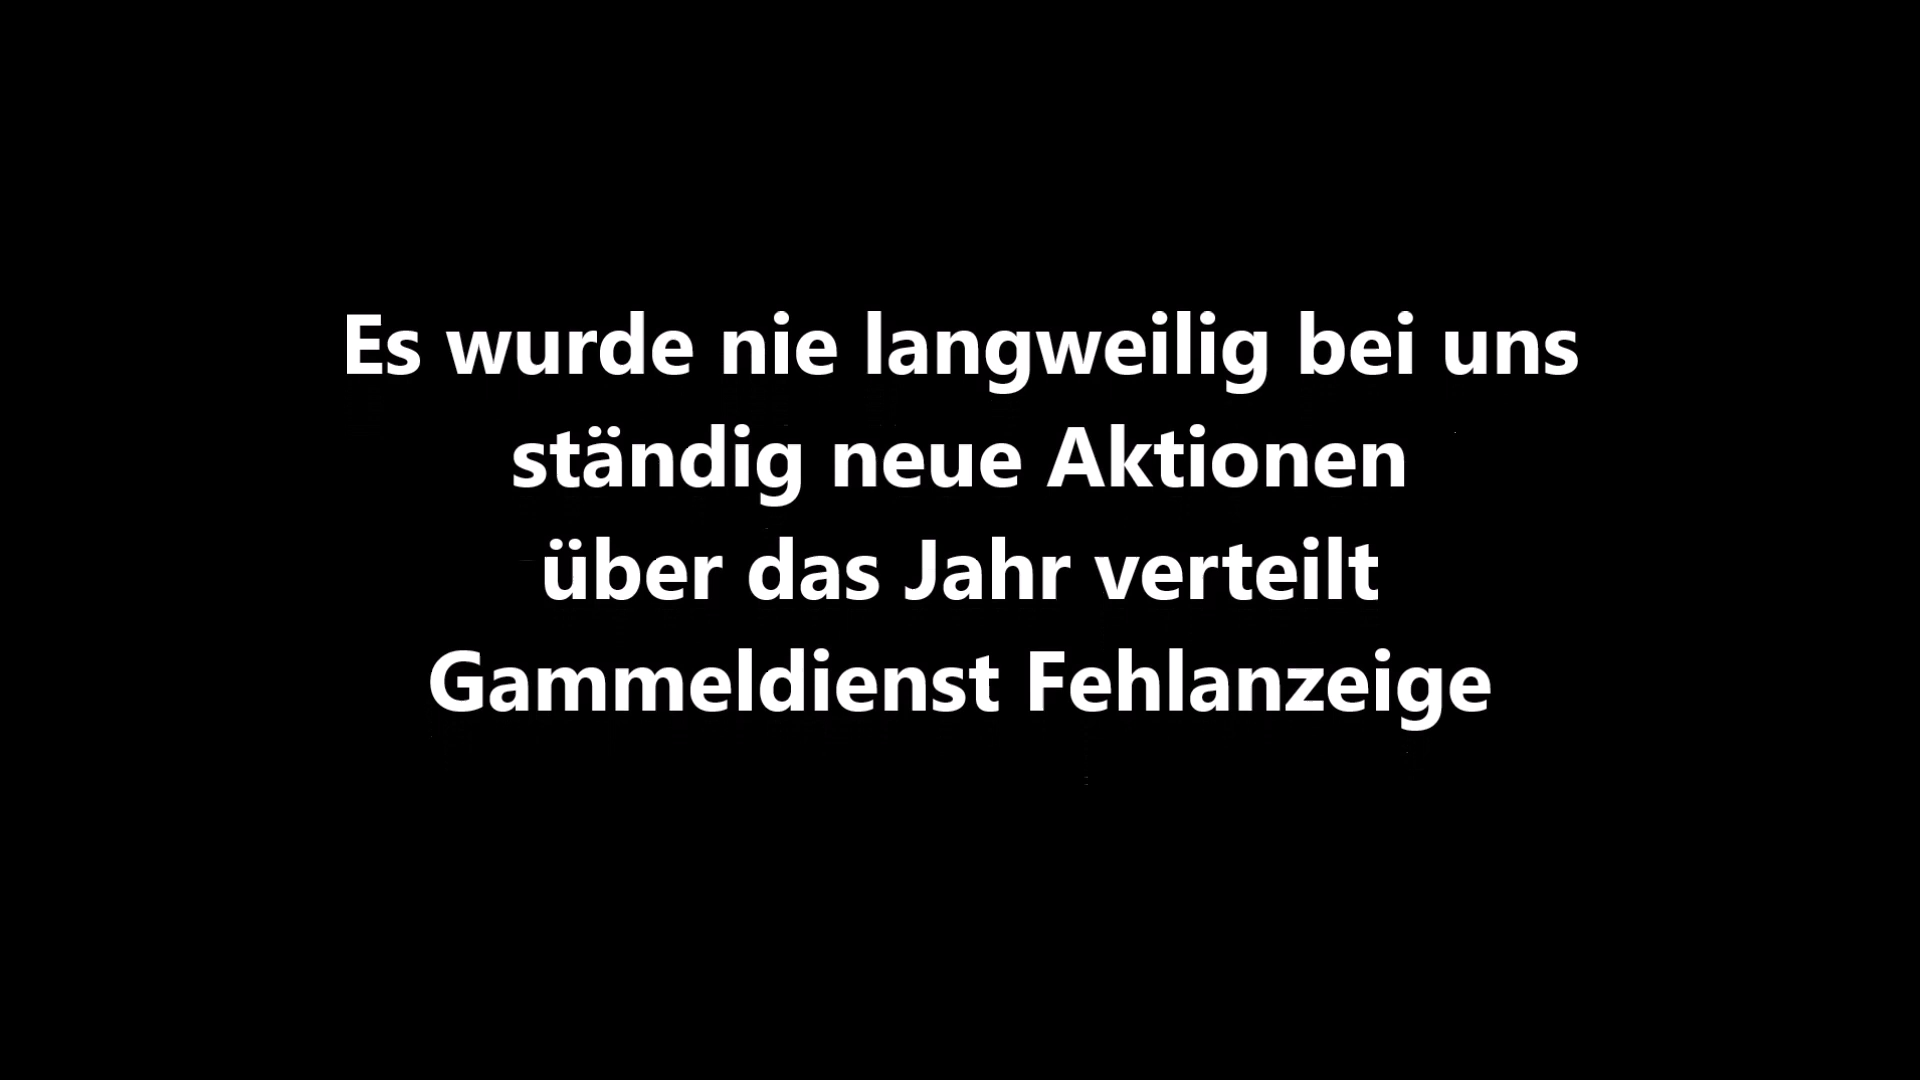 Es wurde nie langweilig bei uns
ständig neue Aktionen
über das Jahr verteilt
Gammeldienst Fehlanzeige